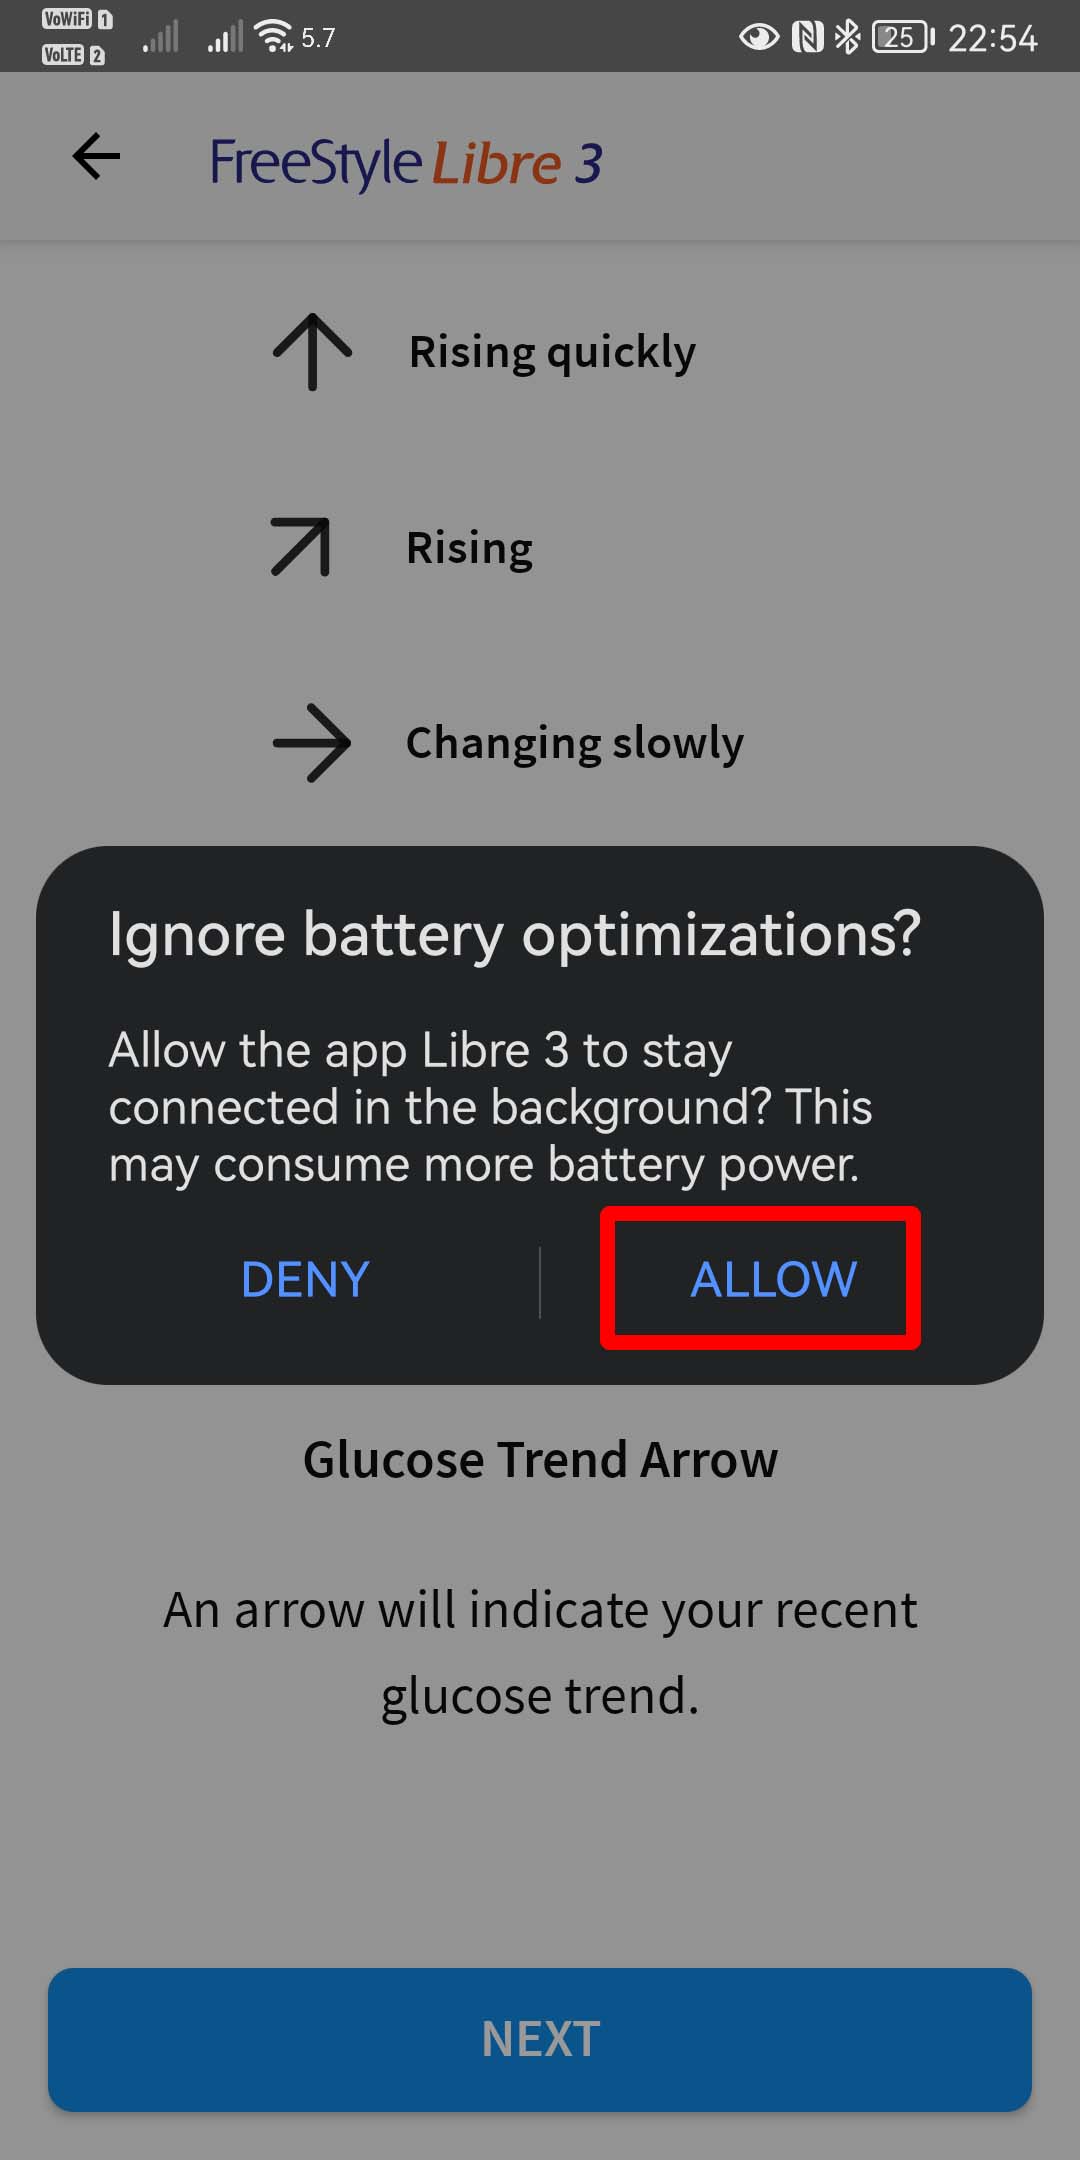 VoWiFi 1
VoLTE 2
5.7
25
22:54
FreeStyle Libre 3
Rising quickly
Rising
Changing slowly
Ignore battery optimizations?
Allow the app Libre 3 to stay
connected in the background? This
may consume more battery power.
DENY
ALLOW
Glucose Trend Arrow
An arrow will indicate your recent
glucose trend.
NEXT